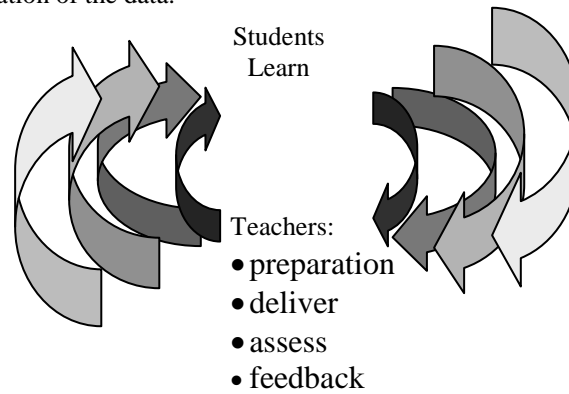 ation of the data.
Students
Learn
Teachers:
• preparation
• deliver
• assess
• feedback